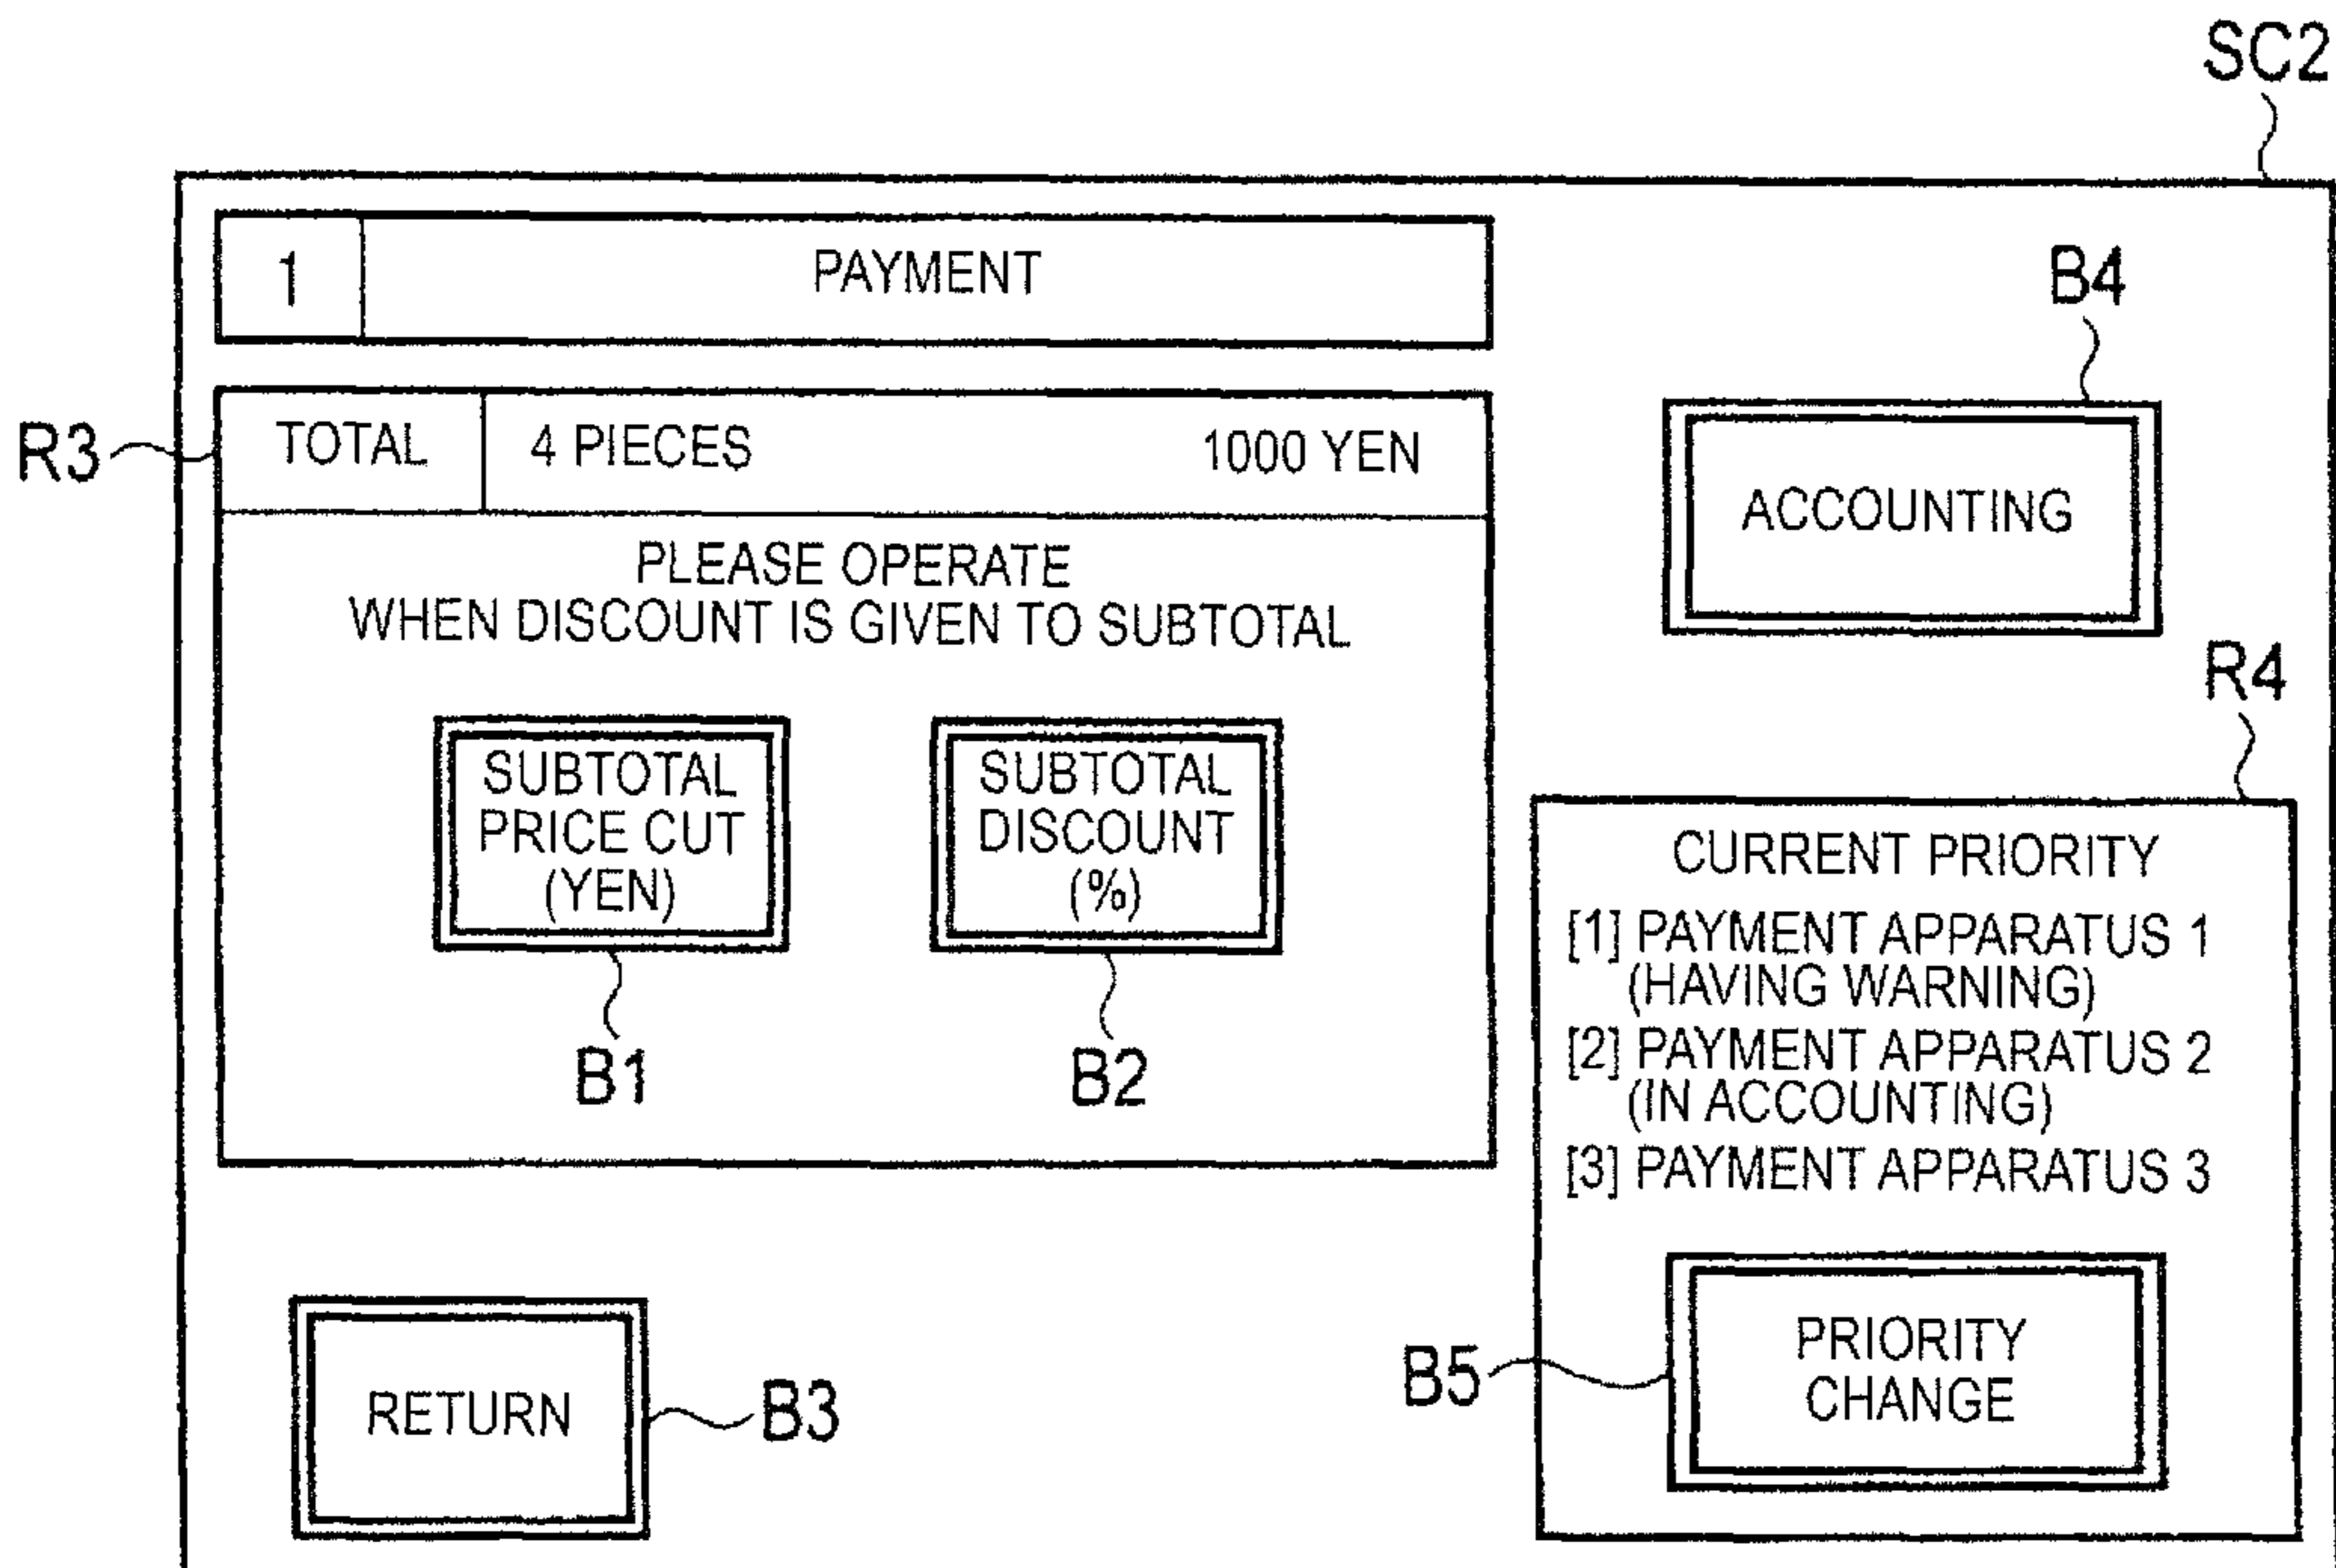 SC2
1 PAYMENT
B4
R3
TOTAL 4 PIECES 1000 YEN
ACCOUNTING
PLEASE OPERATE
WHEN DISCOUNT IS GIVEN TO SUBTOTAL
R4
SUBTOTAL
PRICE CUT
(YEN)
SUBTOTAL
DISCOUNT
(%)
B1
B2
CURRENT PRIORITY
[1] PAYMENT APPARATUS 1
(HAVING WARNING)
[2] PAYMENT APPARATUS 2
(IN ACCOUNTING)
[3] PAYMENT APPARATUS 3
RETURN
B3
B5
PRIORITY
CHANGE